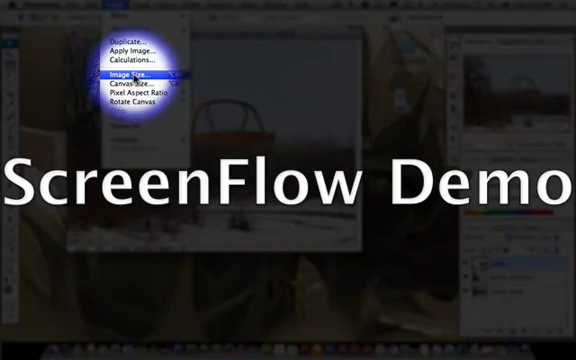 Duplicate...
Apply Image...
Calculations...
Image Size...
Canvas Size...
Pixel Aspect Ratio
Rotate Canvas
ScreenFlow Demo